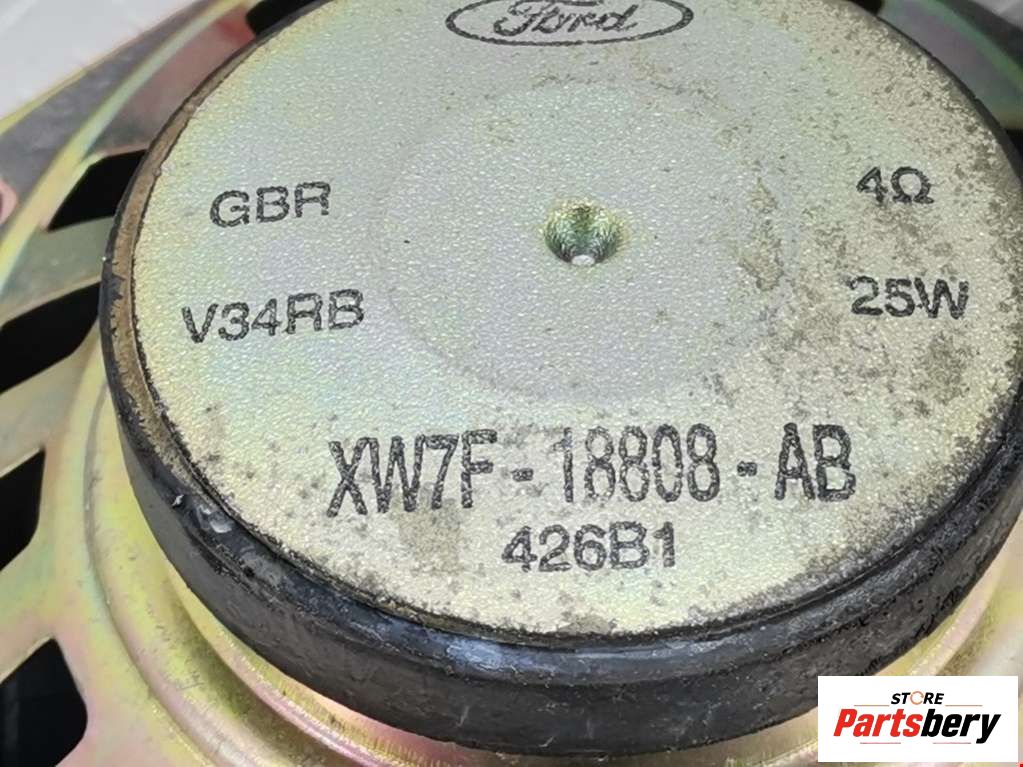 Ford
GBR
4Ω
V34RB
25W
XW7F-18808-AB
426B1
STORE
Partsbery